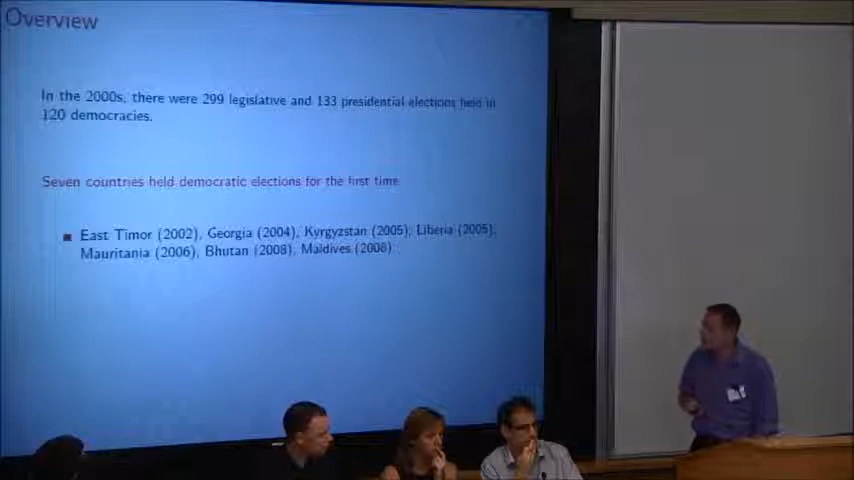 Overview
In the 2000s, there were 299 legislative and 133 presidential elections held in
120 democracies.
Seven countries held democratic elections for the first time
East Timor (2002), Georgia (2004), Kyrgyzstan (2005), Liberia (2005),
Mauritania (2006), Bhutan (2008), Maldives (2008).